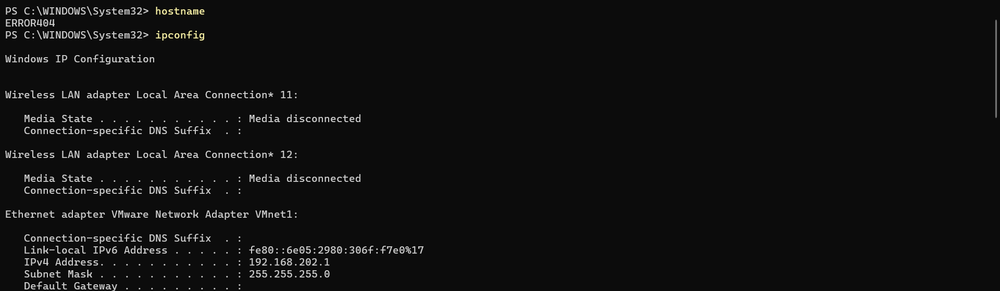 PS C:\WINDOWS\System32> hostname
ERROR404
PS C:\WINDOWS\System32> ipconfig
Windows IP Configuration
Wireless LAN adapter Local Area Connection* 11:
   Media State . . . . . . . . . . . : Media disconnected
   Connection-specific DNS Suffix  . :
Wireless LAN adapter Local Area Connection* 12:
   Media State . . . . . . . . . . . : Media disconnected
   Connection-specific DNS Suffix  . :
Ethernet adapter VMware Network Adapter VMnet1:
   Connection-specific DNS Suffix  . :
   Link-local IPv6 Address . . . . . : fe80::6e05:2980:306f:f7e0%17
   IPv4 Address. . . . . . . . . . . : 192.168.202.1
   Subnet Mask . . . . . . . . . . . : 255.255.255.0
   Default Gateway . . . . . . . . . :